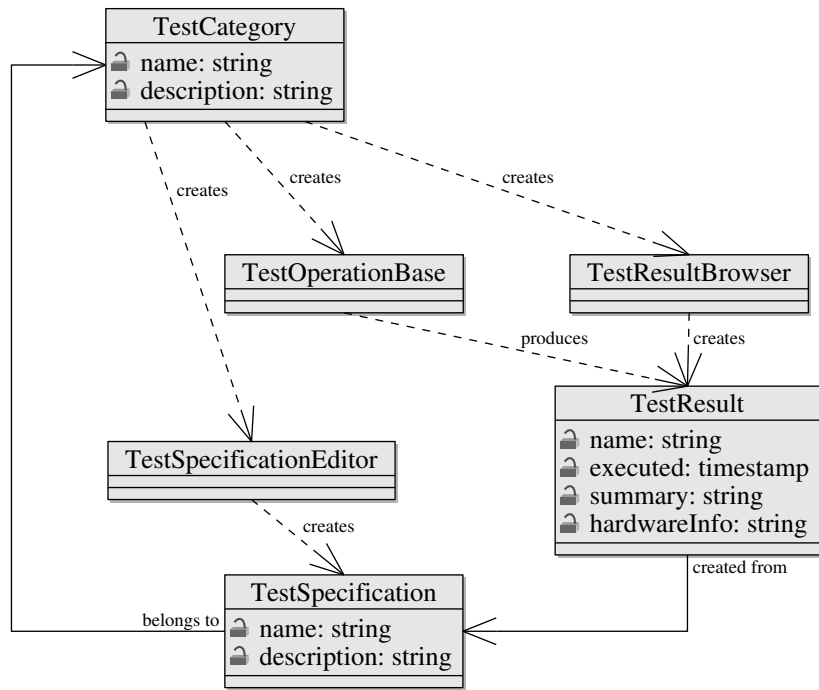 TestCategory
name: string
description: string
creates
creates
creates
TestOperationBase
TestResultBrowser
produces
creates
TestResult
name: string
executed: timestamp
summary: string
hardwareInfo: string
TestSpecificationEditor
creates
created from
TestSpecification
belongs to
name: string
description: string